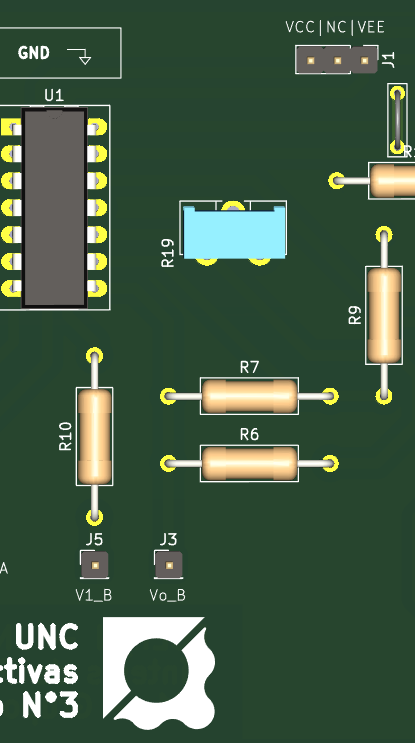 VCC|NC|VEE
GND
J1
U1
R19
R9
R7
R10
R6
J5
J3
V1_B
Vo_B
UNC
ctivas
N°3